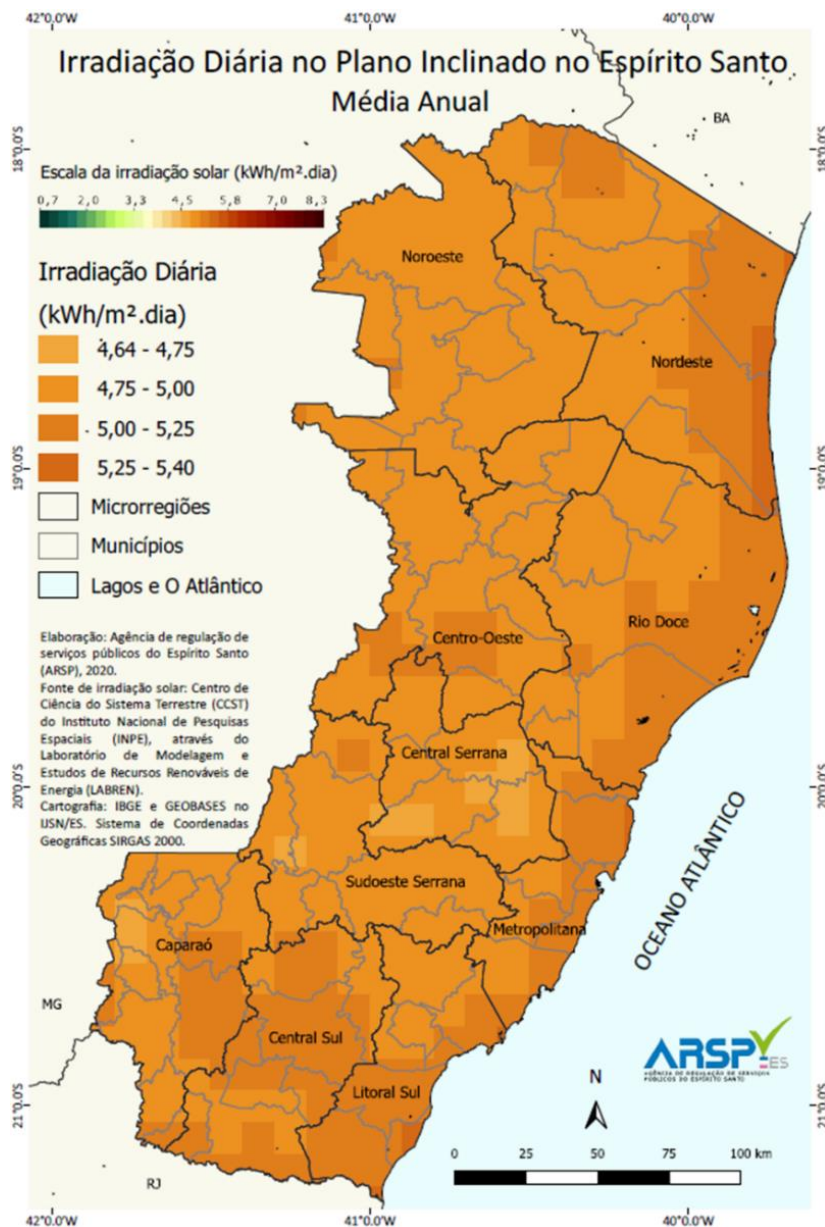 42°0.0'O
41°0.0'O
40°0.0'O
Irradiação Diária no Plano Inclinado no Espírito Santo
Média Anual
BA
18°0.0'S
18°0.0'S
Escala da irradiação solar (kWh/m².dia)
0,7 2,0 3,3 4,5 5,8 7,0 8,3
Noroeste
Irradiação Diária
(kWh/m².dia)
4,64 - 4,75
4,75 - 5,00
5,00 - 5,25
5,25 - 5,40
Microrregiões
Municípios
Lagos e O Atlântico
Nordeste
19°0.0'S
19°0.0'S
Elaboração: Agência de regulação de
serviços públicos do Espírito Santo
(ARSP), 2020.
Fonte de irradiação solar: Centro de
Ciência do Sistema Terrestre (CCST)
do Instituto Nacional de Pesquisas
Espaciais (INPE), através do
Laboratório de Modelagem e
Estudos de Recursos Renováveis de
Energia (LABREN).
Cartografia: IBGE e GEOBASES no
IJSN/ES. Sistema de Coordenadas
Geográficas SIRGAS 2000.
Rio Doce
Centro-Oeste
Central Serrana
20°0.0'S
20°0.0'S
OCEANO ATLÂNTICO
Sudoeste Serrana
Metropolitana
Caparaó
MG
Central Sul
ARSP ES
AGÊNCIA DE REGULAÇÃO DE SERVIÇOS
PÚBLICOS DO ESPÍRITO SANTO
Litoral Sul
N
21°0.0'S
21°0.0'S
0 25 50 75 100 km
RJ
42°0.0'O
41°0.0'O
40°0.0'O